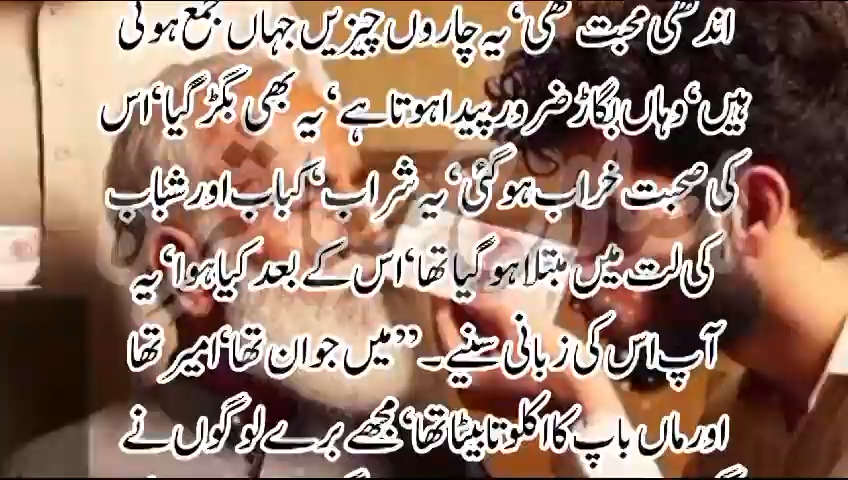 اندھی محبت تھی‘ یہ چاروں چیزیں جہاں جمع ہوتی
ہیں‘ وہاں بگاڑ ضرور پیدا ہوتا ہے‘ یہ بھی بگڑ گیا‘ اس
کی صحبت خراب ہو گئی‘ یہ شراب‘ کباب اور شباب
کی لت میں مبتلا ہو گیا تھا‘ اس کے بعد کیا ہوا‘ یہ
آپ اس کی زبانی سنیے۔ ’’میں جوان تھا‘ امیر تھا
اور ماں باپ کا اکلوتا بیٹا تھا‘ مجھے برے لوگوں نے